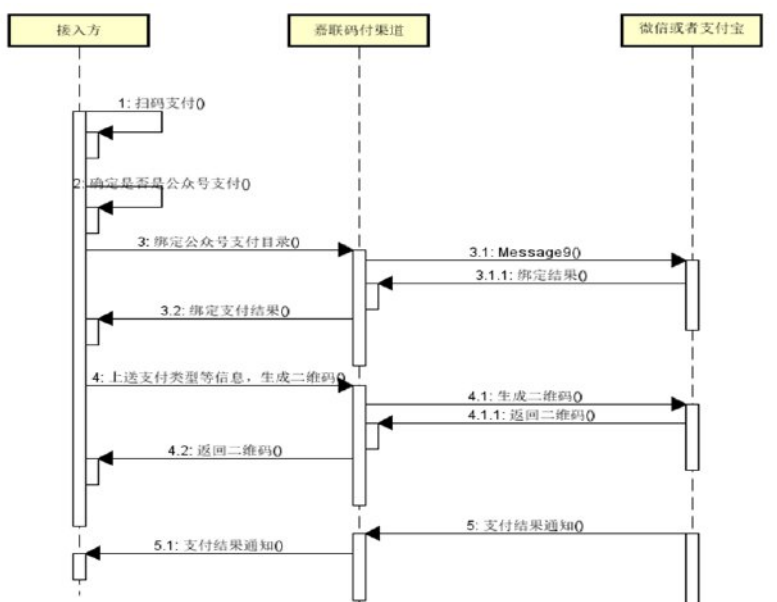 接入方
嘉联码付渠道
微信或者支付宝
1: 扫码支付()
2: 确定是否是公众号支付()
3: 绑定公众号支付目录()
3.1: Message9()
3.1.1: 绑定结果()
3.2: 绑定支付结果()
4: 上送支付类型等信息，生成二维码()
4.1: 生成二维码()
4.1.1: 返回二维码()
4.2: 返回二维码()
5: 支付结果通知()
5.1: 支付结果通知()